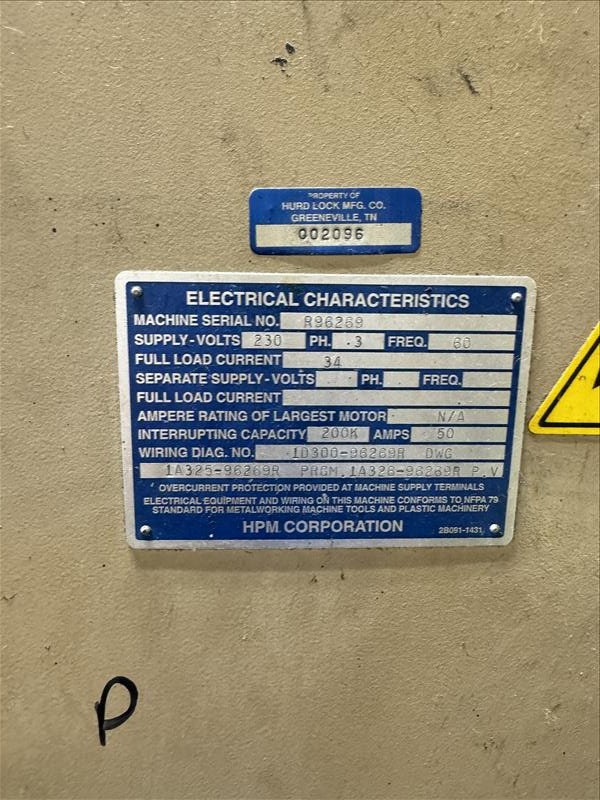 PROPERTY OF
HURD LOCK MFG. CO.
GREENEVILLE, TN
002096
ELECTRICAL CHARACTERISTICS
MACHINE SERIAL NO. R96269
SUPPLY-VOLTS 230 PH. 3 FREQ. 60
FULL LOAD CURRENT 34
SEPARATE SUPPLY-VOLTS PH. FREQ.
FULL LOAD CURRENT
AMPERE RATING OF LARGEST MOTOR N/A
INTERRUPTING CAPACITY 200K AMPS 50
WIRING DIAG. NO. 1D300-96269R DWG
1A325-96269R PRGM. 1A326-96269R P.V
OVERCURRENT PROTECTION PROVIDED AT MACHINE SUPPLY TERMINALS
ELECTRICAL EQUIPMENT AND WIRING ON THIS MACHINE CONFORMS TO NFPA 79
STANDARD FOR METALWORKING MACHINE TOOLS AND PLASTIC MACHINERY
HPM CORPORATION 2B091-1431
P